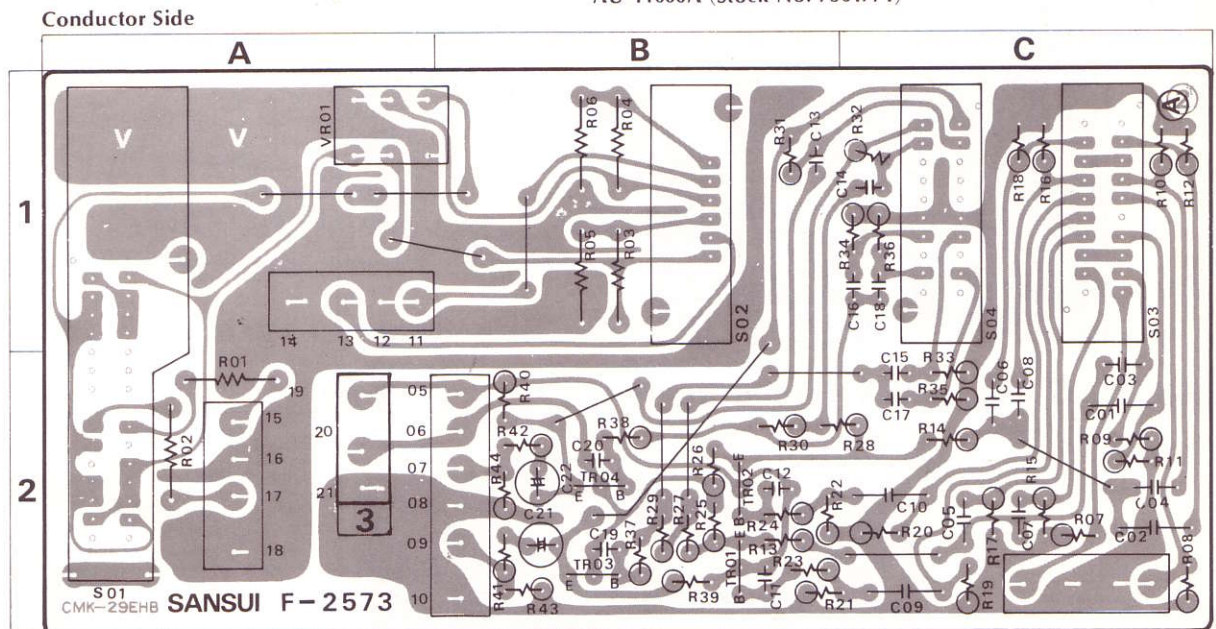 AU-11000A (Stock No. 7501771)
Conductor Side
A B C
1
V V
VR01
R06 R04
R31 C13 R32
R18 R16
A
R10 R12
C14
R05 R03
R34 R36
C16 C18
S02 S04 S03
14 13 12 11
2
R01
19
R02
15
16
17
18
20
21
3
05
06
07
08
09
10
R40
R42
R44
C20
R38
TR04
E B
C22
C21
R41
R43
C19
TR03
E B
R37
R29
R27
R26
R25
R39
R30
R28
E
TR02
B
C12
R24
R22
R13
E
TR01
B
C11
R23
R21
C15 R33
R35
C17
C06 C08
R14
C03
C01
R09
R11
C10
C05
R15
C04
R20
R17
C07
R07
C02
R08
C09
R19
S01
CMK-29EHB SANSUI F-2573